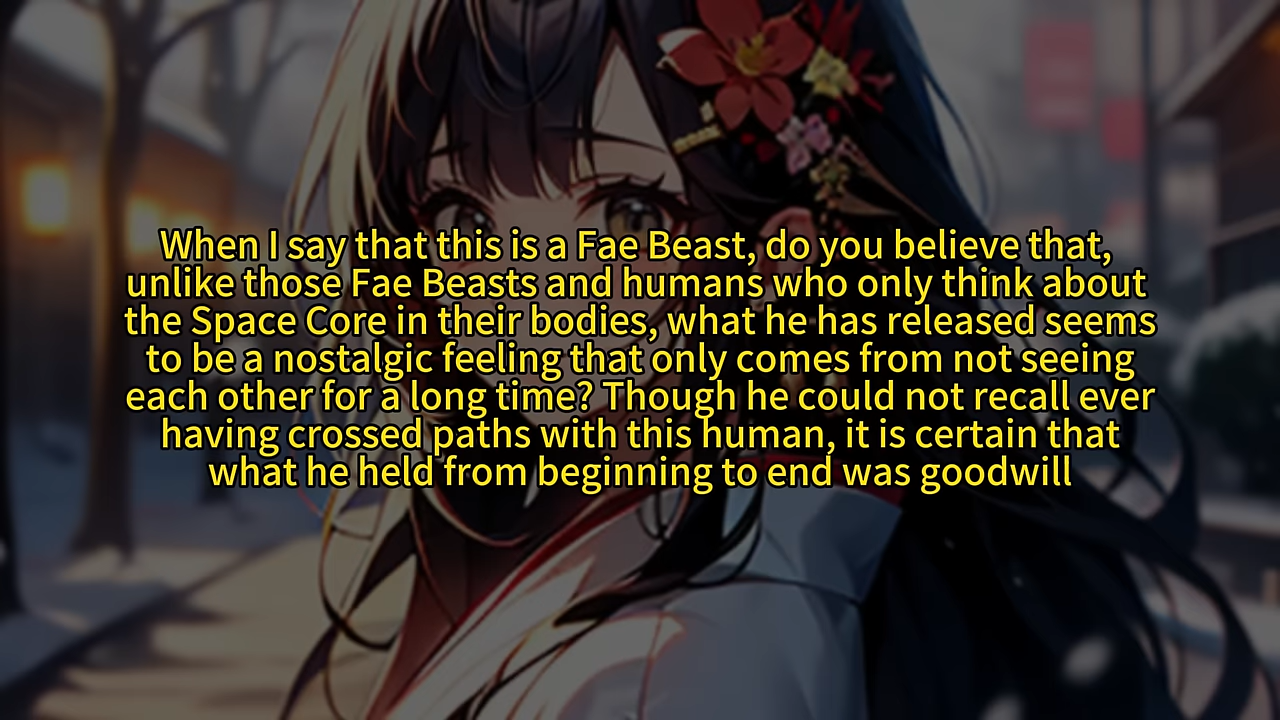 When I say that this is a Fae Beast, do you believe that,
unlike those Fae Beasts and humans who only think about
the Space Core in their bodies, what he has released seems
to be a nostalgic feeling that only comes from not seeing
each other for a long time? Though he could not recall ever
having crossed paths with this human, it is certain that
what he held from beginning to end was goodwill